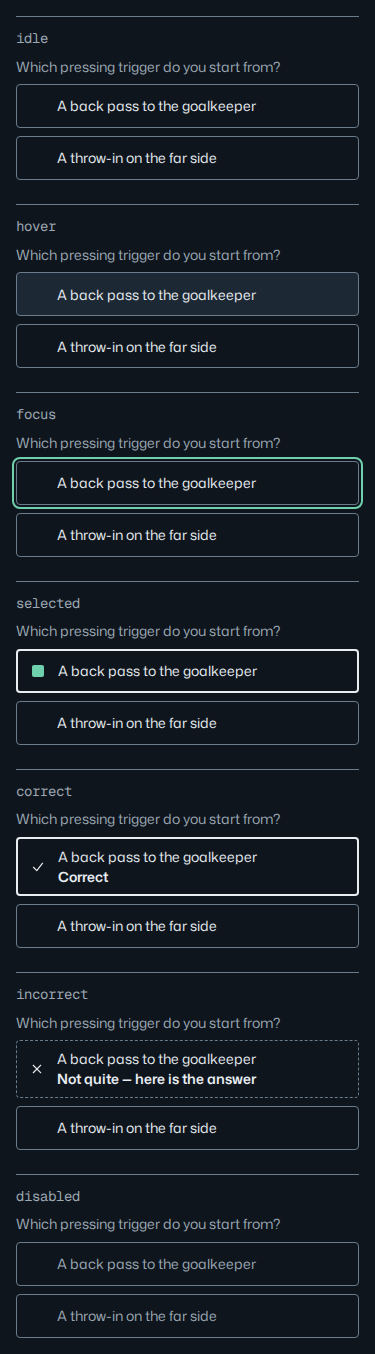 idle
Which pressing trigger do you start from?
A back pass to the goalkeeper
A throw-in on the far side
hover
Which pressing trigger do you start from?
A back pass to the goalkeeper
A throw-in on the far side
focus
Which pressing trigger do you start from?
A back pass to the goalkeeper
A throw-in on the far side
selected
Which pressing trigger do you start from?
A back pass to the goalkeeper
A throw-in on the far side
correct
Which pressing trigger do you start from?
A back pass to the goalkeeper
Correct
A throw-in on the far side
incorrect
Which pressing trigger do you start from?
A back pass to the goalkeeper
Not quite — here is the answer
A throw-in on the far side
disabled
Which pressing trigger do you start from?
A back pass to the goalkeeper
A throw-in on the far side